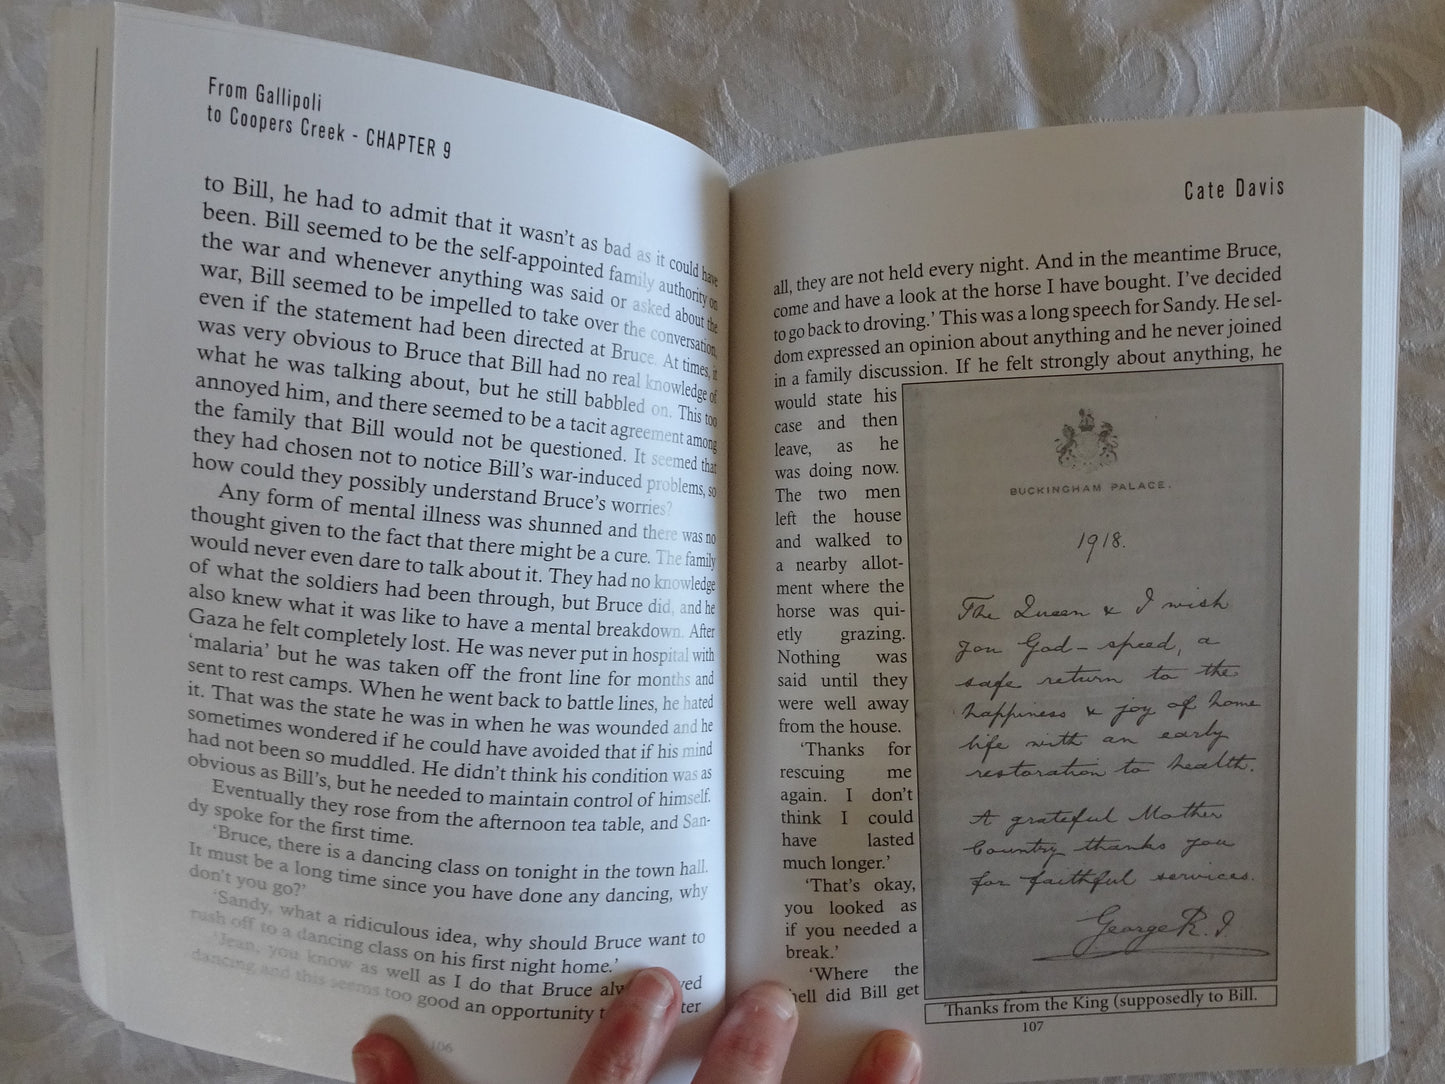 From Gallipoli
to Coopers Creek - CHAPTER 9
to Bill, he had to admit that it wasn't as bad as it could have
been. Bill seemed to be the self-appointed family authority on
the war and whenever anything was said or asked about the
war, Bill seemed to be impelled to take over the conversation,
even if the statement had been directed at Bruce. At times, it
was very obvious to Bruce that Bill had no real knowledge of
what he was talking about, but he still babbled on. This too
annoyed him, and there seemed to be a tacit agreement among
the family that Bill would not be questioned. It seemed that
they had chosen not to notice Bill's war-induced problems, so
how could they possibly understand Bruce's worries?
Any form of mental illness was shunned and there was no
thought given to the fact that there might be a cure. The family
would never even dare to talk about it. They had no knowledge
of what the soldiers had been through, but Bruce did, and he
also knew what it was like to have a mental breakdown. After
Gaza he felt completely lost. He was never put in hospital with
'malaria' but he was taken off the front line for months and
sent to rest camps. When he went back to battle lines, he hated
it. That was the state he was in when he was wounded and he
sometimes wondered if he could have avoided that if his mind
had not been so muddled. He didn't think his condition was as
obvious as Bill's, but he needed to maintain control of himself.
Eventually they rose from the afternoon tea table, and San-
dy spoke for the first time.
'Bruce, there is a dancing class on tonight in the town hall.
It must be a long time since you have done any dancing, why
don't you go?'
'Sandy, what a ridiculous idea, why should Bruce want to
rush off to a dancing class on his first night home.'
'Jean, you know as well as I do that Bruce
dancing and this seems too good an opportunity
106
Cate Davis
all, they are not held every night. And in the meantime Bruce,
come and have a look at the horse I have bought. I've decided
to go back to droving.' This was a long speech for Sandy. He sel-
dom expressed an opinion about anything and he never joined
in a family discussion. If he felt strongly about anything, he
would state his
case and then
leave, as he
was doing now.
The two men
left the house
and walked to
a nearby allot-
ment where the
horse was qui-
etly grazing.
Nothing was
said until they
were well away
from the house.
'Thanks for
rescuing me
again. I don't
think I could
have lasted
much longer.'
'That's okay,
you looked as
if you needed a
break.'
'Where the
hell did Bill get
BUCKINGHAM PALACE.
1918.
The Queen & I wish
you God-speed, a
safe return to the
happiness & joy of home
life with an early
restoration to health.
A grateful Mother
Country thanks you
for faithful services.
George R.I.
Thanks from the King (supposedly to Bill.
107